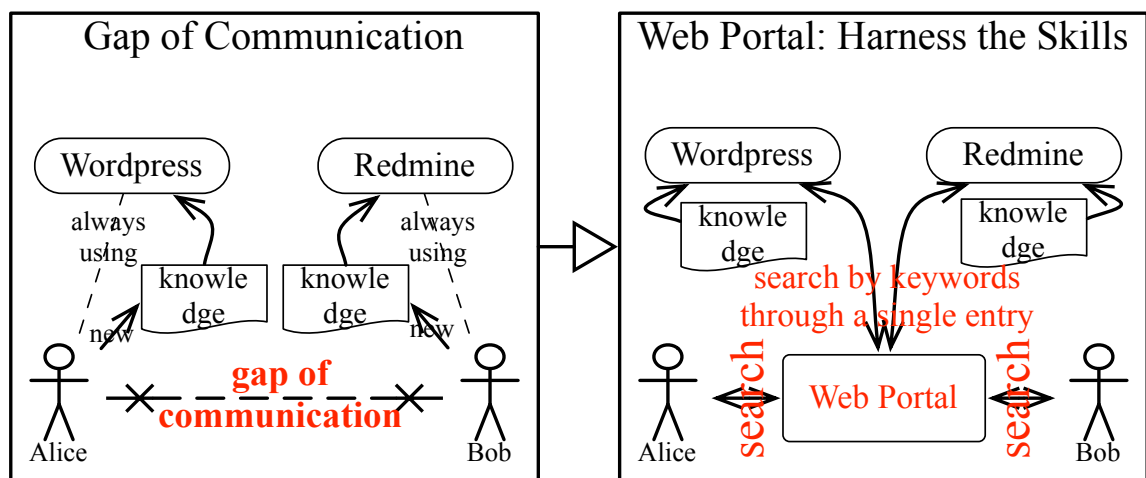 Gap of Communication
Wordpress
Redmine
always
using
always
using
knowle
dge
knowle
dge
new
new
gap of
communication
Alice
Bob
Web Portal: Harness the Skills
Wordpress
Redmine
knowle
dge
knowle
dge
search by keywords
through a single entry
search
Web Portal
search
Alice
Bob